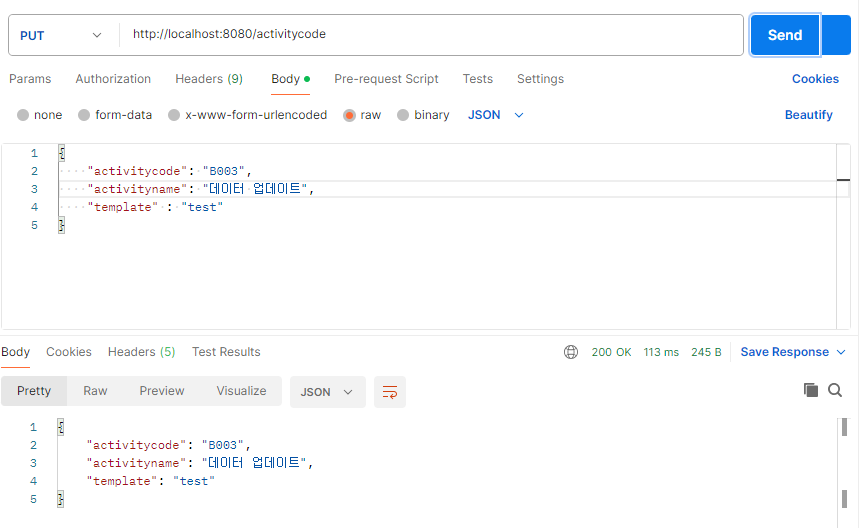 PUT http://localhost:8080/activitycode Send
Params Authorization Headers (9) Body Pre-request Script Tests Settings Cookies
none form-data x-www-form-urlencoded raw binary JSON Beautify
1 {
2 "activitycode": "B003",
3 "activityname": "데이터 업데이트",
4 "template" : "test"
5 }
Body Cookies Headers (5) Test Results 200 OK 113 ms 245 B Save Response
Pretty Raw Preview Visualize JSON
1 {
2 "activitycode": "B003",
3 "activityname": "데이터 업데이트",
4 "template": "test"
5 }